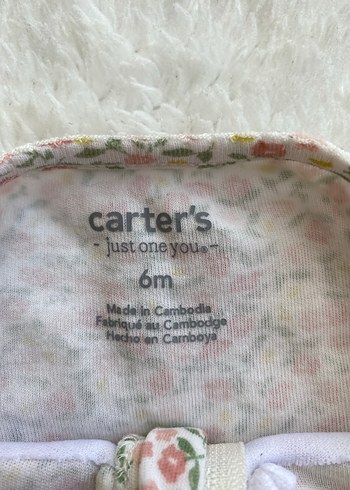 carter's
- just one you® -
6m
Made in Cambodia
Fabriqué au Cambodge
Hecho en Camboya